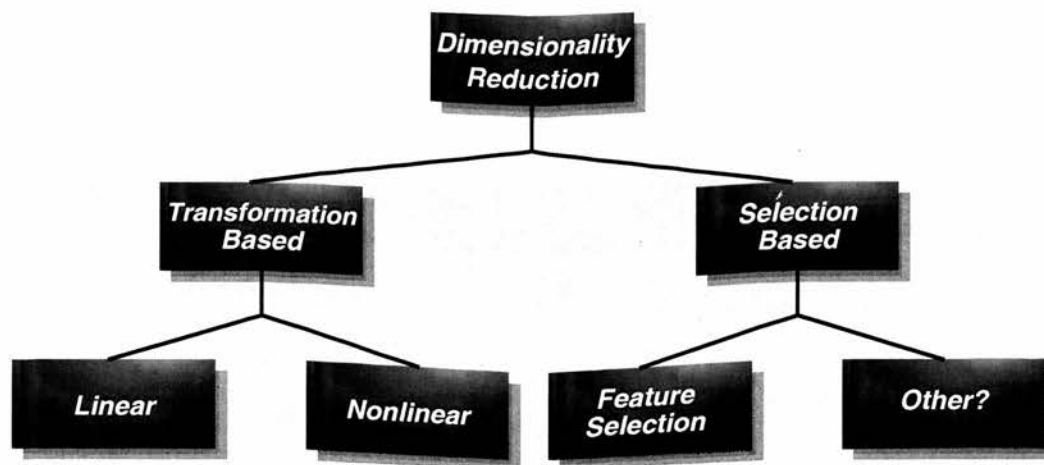 Dimensionality
Reduction
Transformation
Based
Selection
Based
Linear
Nonlinear
Feature
Selection
Other?